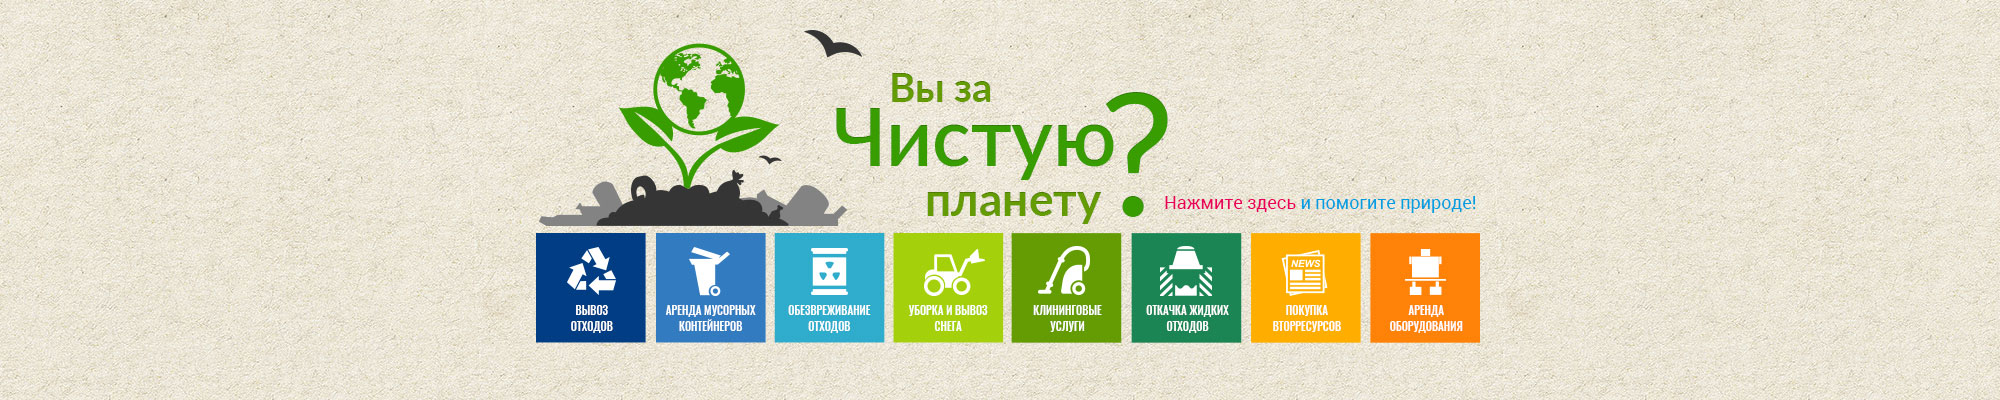 Вы за
Чистую
планету?
Нажмите здесь и помогите природе!
ВЫВОЗ
ОТХОДОВ
АРЕНДА МУСОРНЫХ
КОНТЕЙНЕРОВ
ОБЕЗВРЕЖИВАНИЕ
ОТХОДОВ
УБОРКА И ВЫВОЗ
СНЕГА
КЛИНИНГОВЫЕ
УСЛУГИ
ОТКАЧКА ЖИДКИХ
ОТХОДОВ
NEWS
ПОКУПКА
ВТОРРЕСУРСОВ
АРЕНДА
ОБОРУДОВАНИЯ